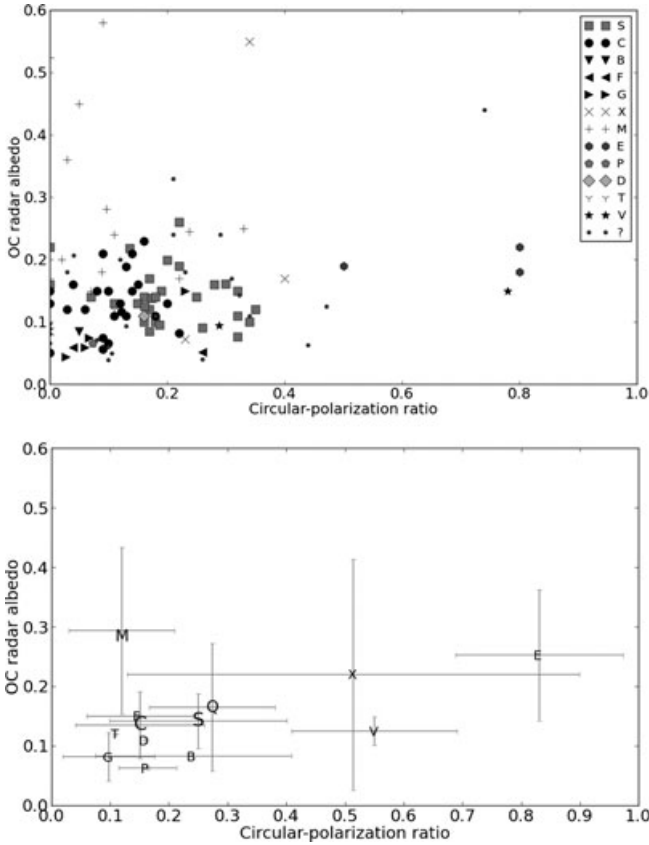 0.6
0.5
0.4
0.3
0.2
0.1
0.0
OC radar albedo
S
C
B
F
G
X
M
E
P
D
T
V
?
0.0 0.2 0.4 0.6 0.8 1.0
Circular-polarization ratio
0.6
0.5
0.4
0.3
0.2
0.1
0.0
OC radar albedo
M
E
X
Q
S
C
V
T
D
G
B
P
0.0 0.1 0.2 0.3 0.4 0.5 0.6 0.7 0.8 0.9 1.0
Circular-polarization ratio